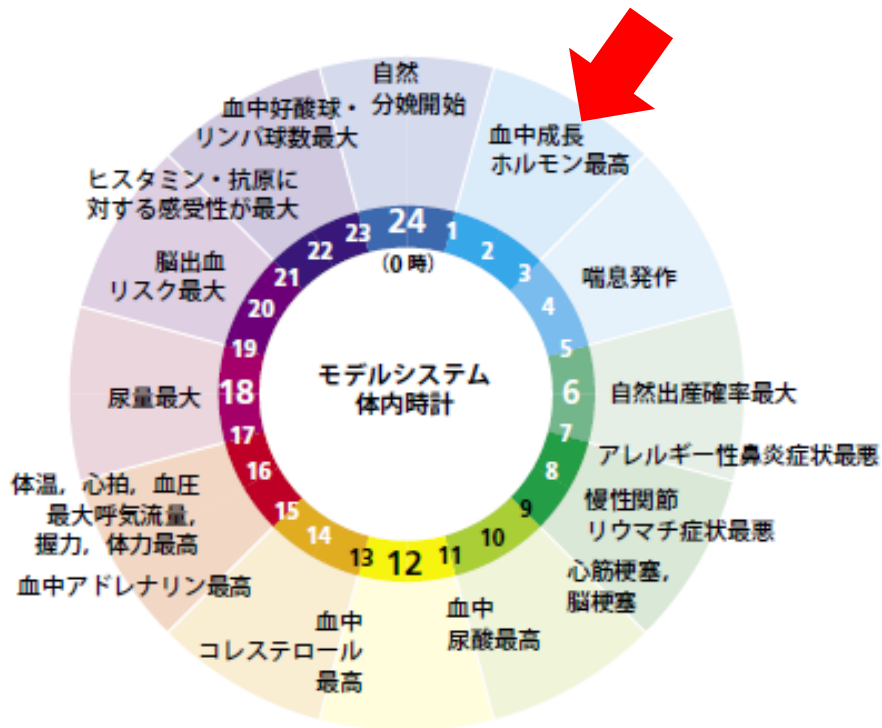 自然
分娩開始
血中成長
ホルモン最高
喘息発作
自然出産確率最大
アレルギー性鼻炎症状最悪
慢性関節
リウマチ症状最悪
心筋梗塞,
脳梗塞
血中
尿酸最高
血中
コレステロール
最高
血中アドレナリン最高
体温，心拍，血圧
最大呼気流量，
握力，体力最高
尿量最大
脳出血
リスク最大
ヒスタミン・抗原に
対する感受性が最大
血中好酸球・
リンパ球数最大
24
1
2
3
4
5
6
7
8
9
10
11
12
13
14
15
16
17
18
19
20
21
22
23
（0 時）
モデルシステム
体内時計